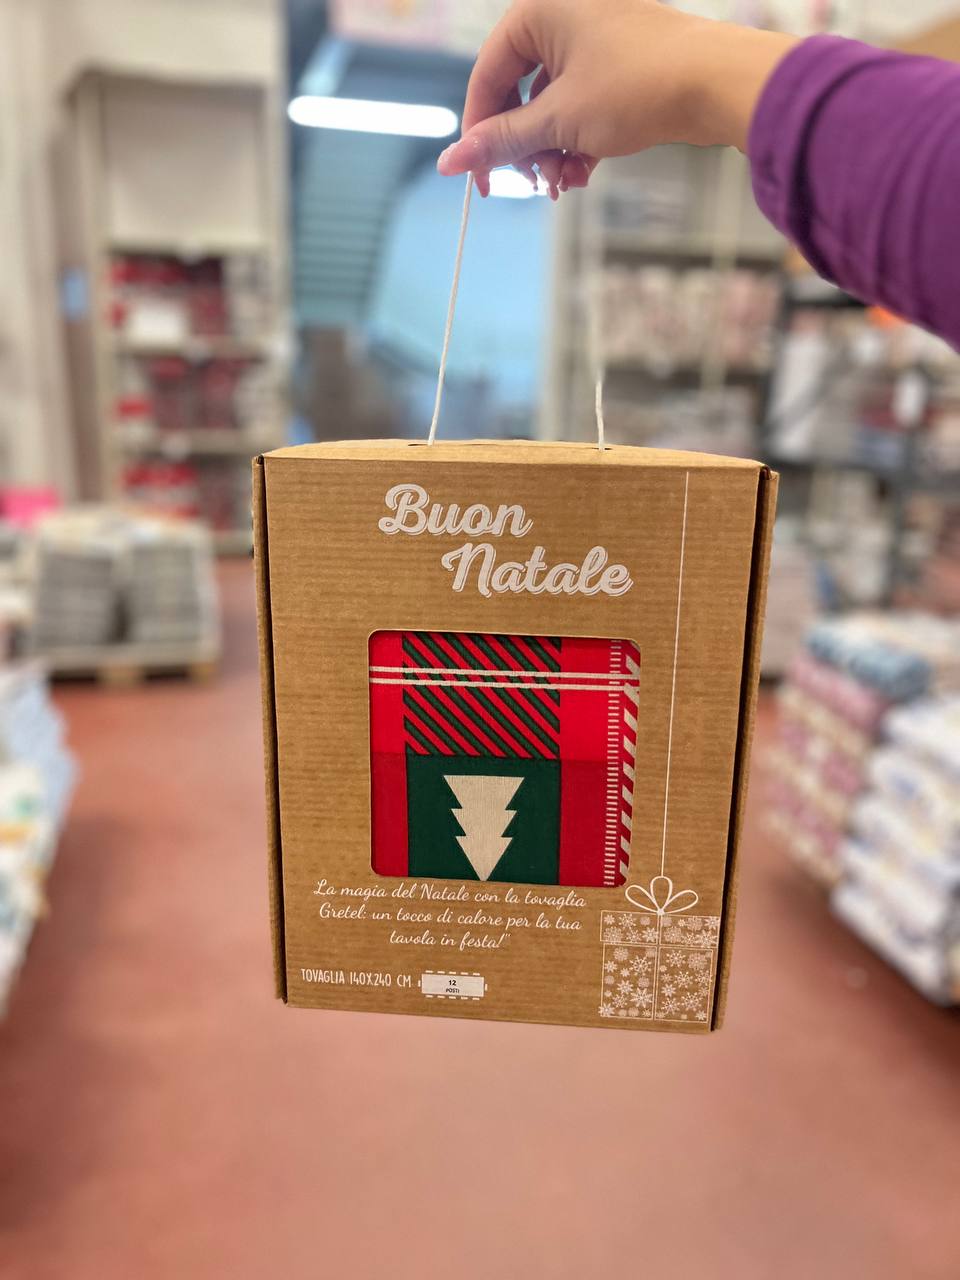 Buon
Natale
La magia del Natale con la tovaglia
Gretel: un tocco di calore per la tua
tavola in festa!"
TOVAGLIA 140X240 CM
12
POSTI